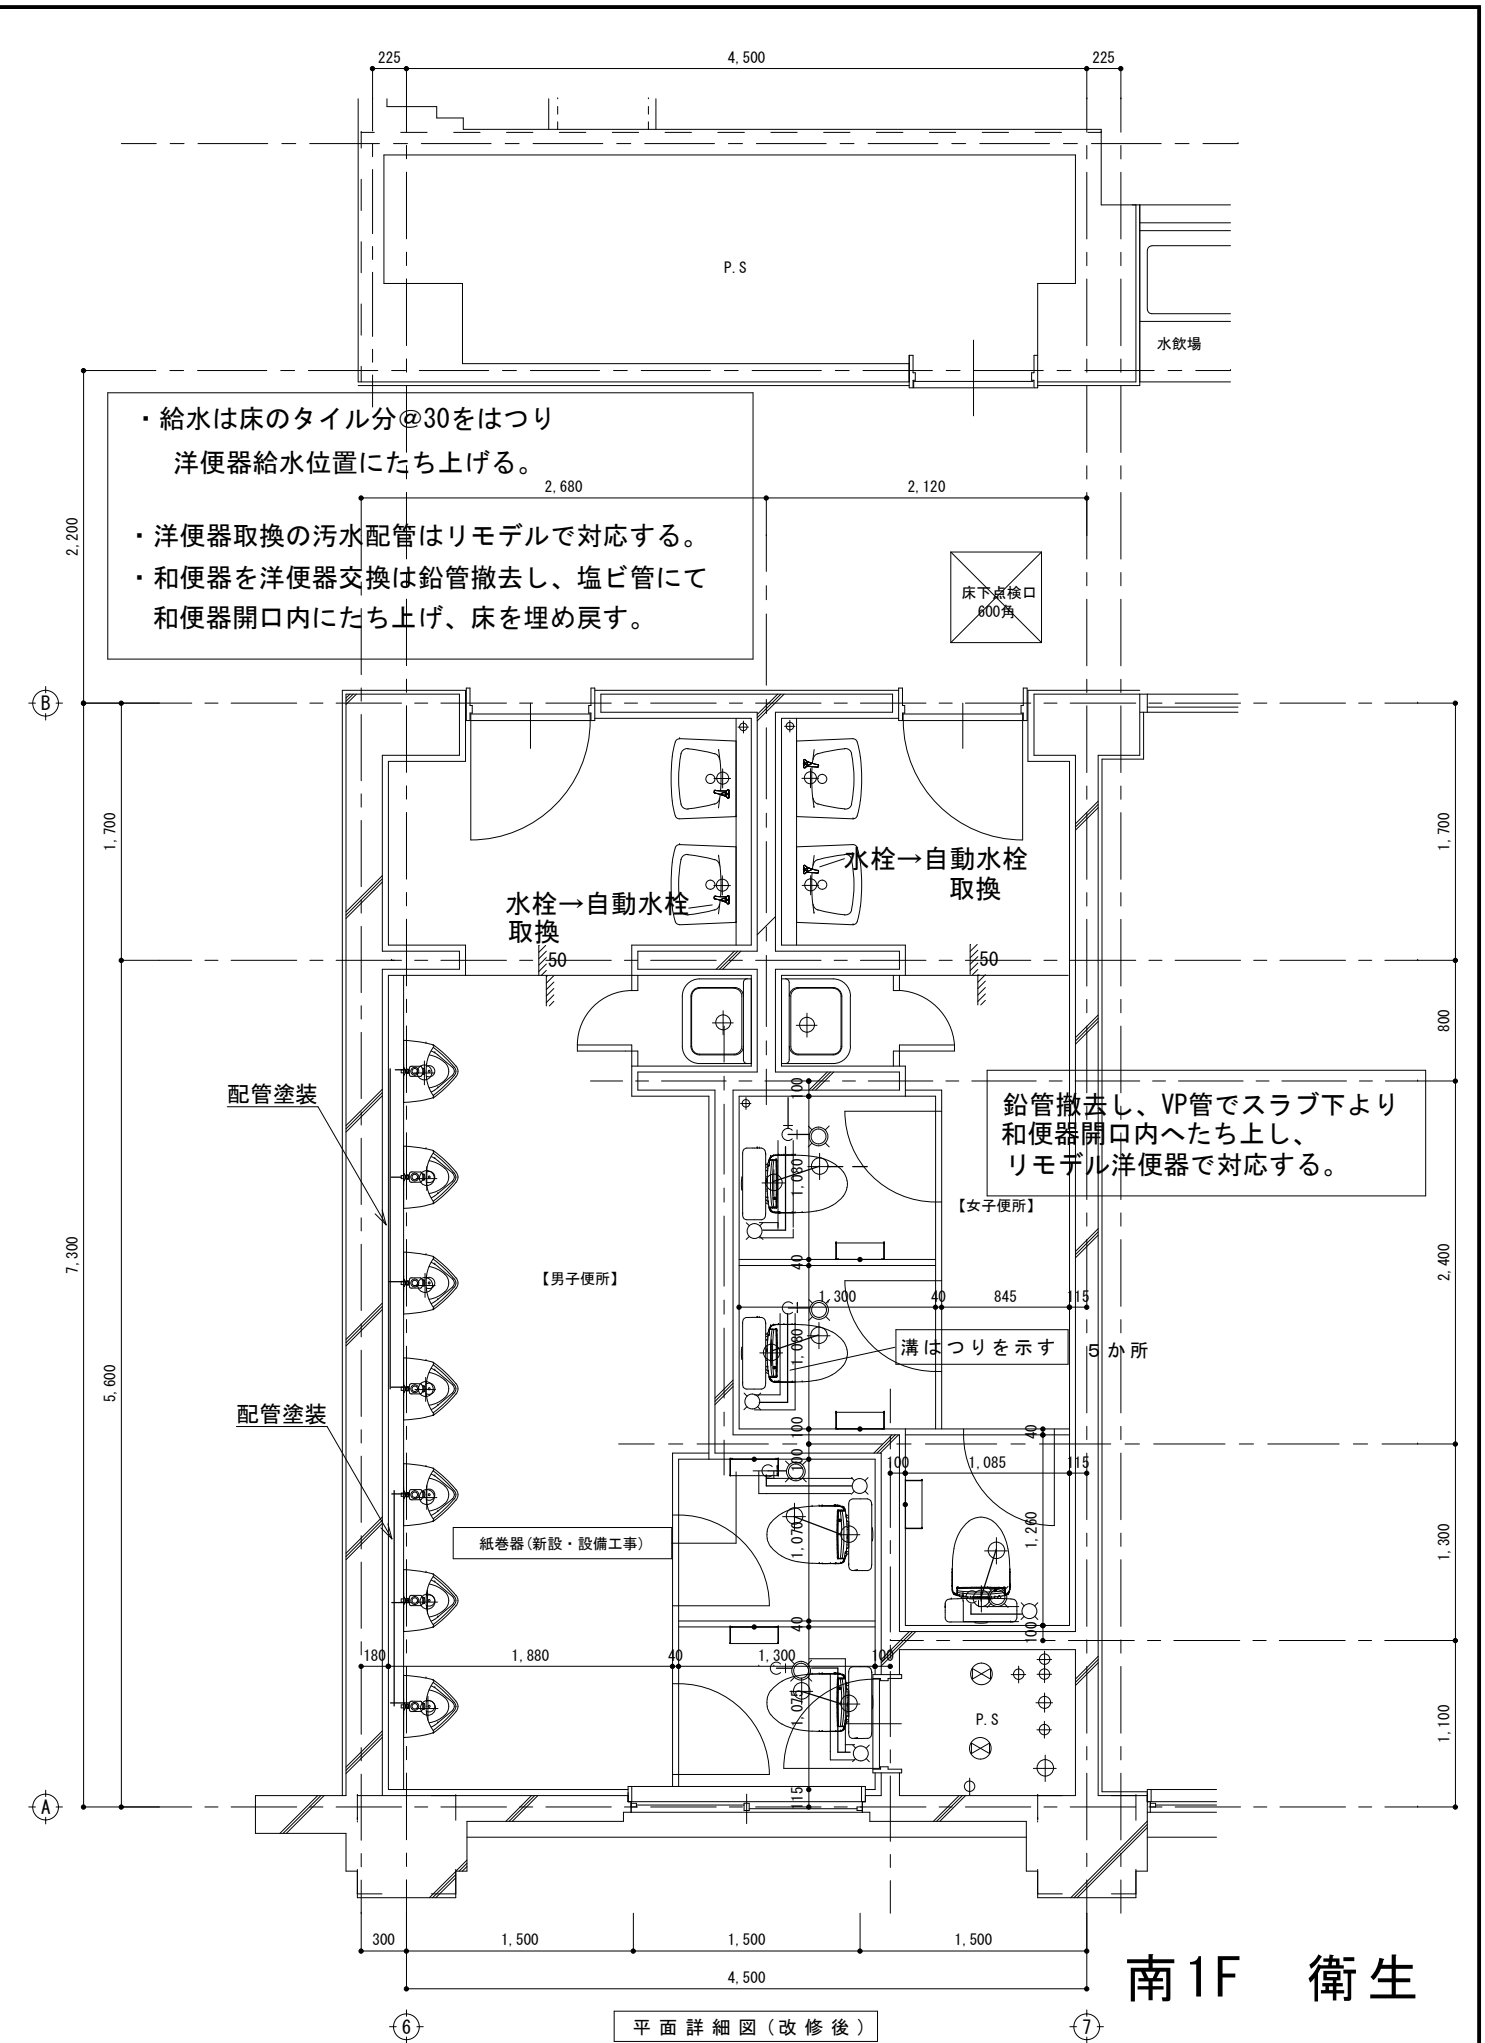 225
4,500
225
P.S
水飲場
・給水は床のタイル分@30をはつり
洋便器給水位置にたち上げる。
・洋便器取換の汚水配管はリモデルで対応する。
・和便器を洋便器交換は鉛管撤去し、塩ビ管にて
和便器開口内にたち上げ、床を埋め戻す。
2,680
2,120
2,200
床下点検口
600角
B
1,700
1,700
水栓→自動水栓
取換
水栓→自動水栓
取換
50
50
800
100
配管塗装
鉛管撤去し、VP管でスラブ下より
和便器開口内へたち上し、
リモデル洋便器で対応する。
1,080
【女子便所】
7,300
2,400
40
【男子便所】
1,300
40
845
115
1,080
溝はつりを示す
5か所
5,600
配管塗装
100
40
100
100
1,085
115
紙巻器(新設・設備工事)
1,070
1,260
1,300
40
100
180
1,880
40
1,300
100
1,075
P.S
1,100
115
A
300
1,500
1,500
1,500
4,500
南1F 衛生
6
平面詳細図(改修後)
7